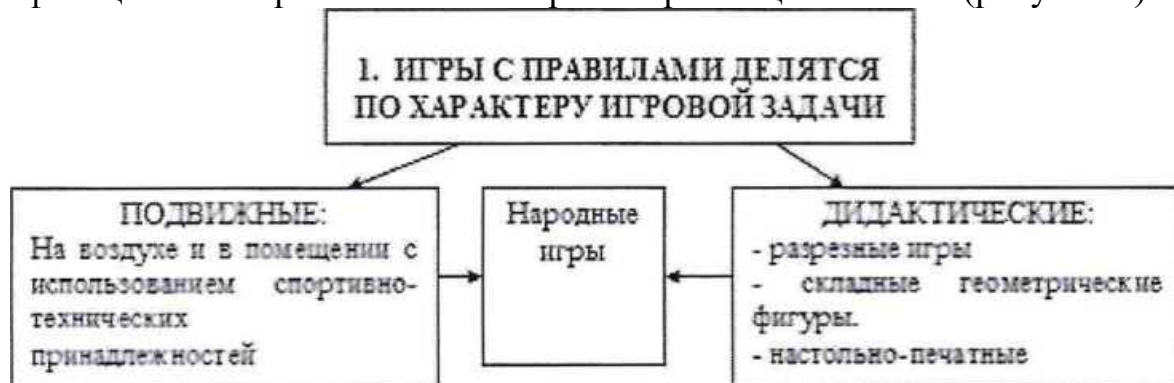 1. ИГРЫ С ПРАВИЛАМИ ДЕЛЯТСЯ
ПО ХАРАКТЕРУ ИГРОВОЙ ЗАДАЧИ
ПОДВИЖНЫЕ:
На воздухе и в помещении с
использованием спортивно-
технических
принадлежностей
Народные
игры
ДИДАКТИЧЕСКИЕ:
- разрезные игры
- складные геометрические
фигуры.
- настольно-печатные